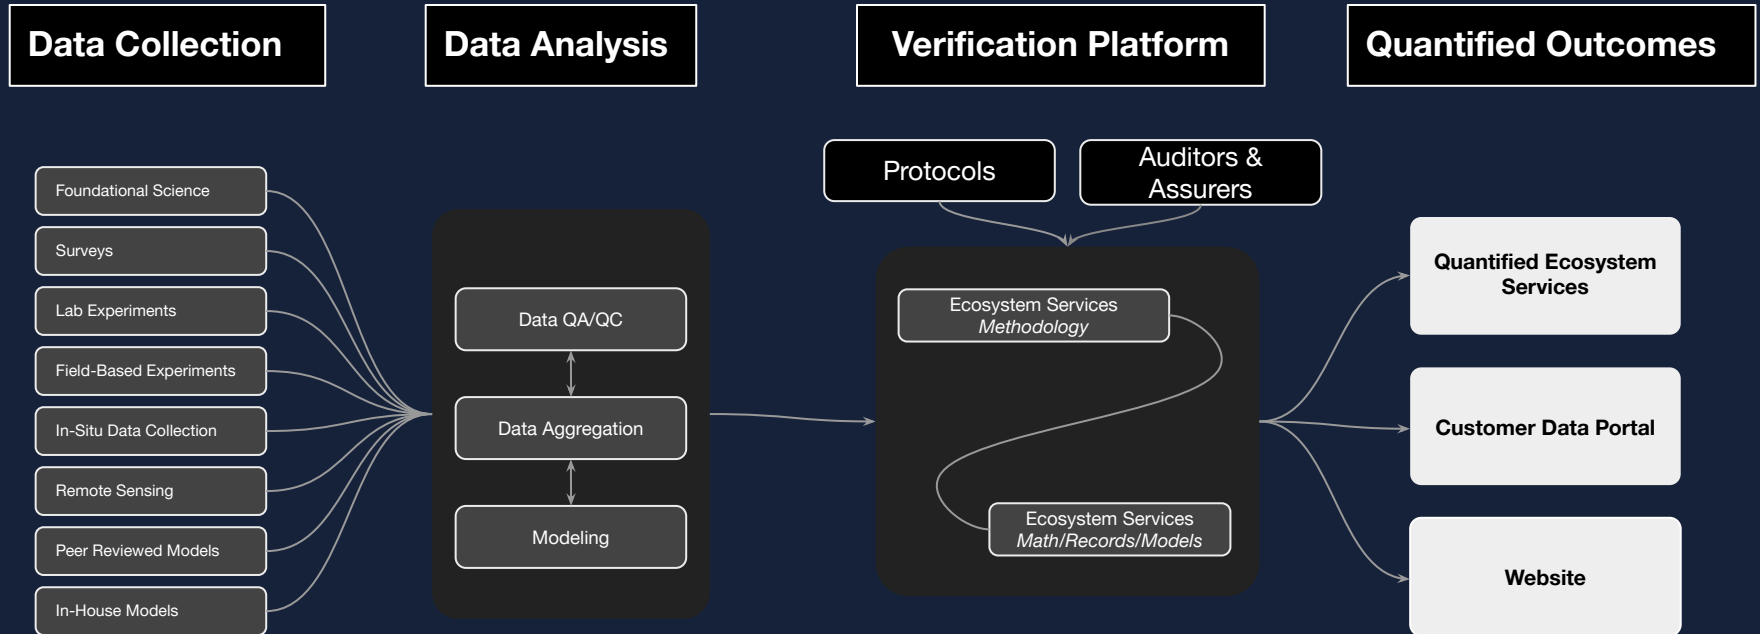 Data Collection
Data Analysis
Verification Platform
Quantified Outcomes
Foundational Science
Surveys
Lab Experiments
Field-Based Experiments
In-Situ Data Collection
Remote Sensing
Peer Reviewed Models
In-House Models
Data QA/QC
Data Aggregation
Modeling
Protocols
Auditors &
Assurers
Ecosystem Services
Methodology
Ecosystem Services
Math/Records/Models
Quantified Ecosystem
Services
Customer Data Portal
Website